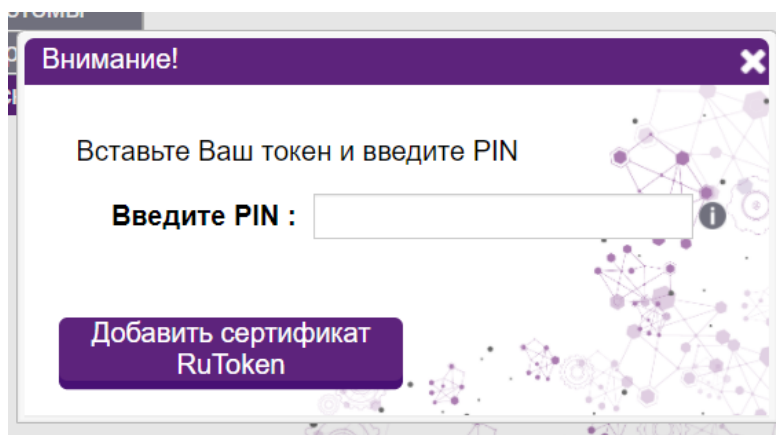 Внимание!
Вставьте Ваш токен и введите PIN
Введите PIN :
i
Добавить сертификат
RuToken